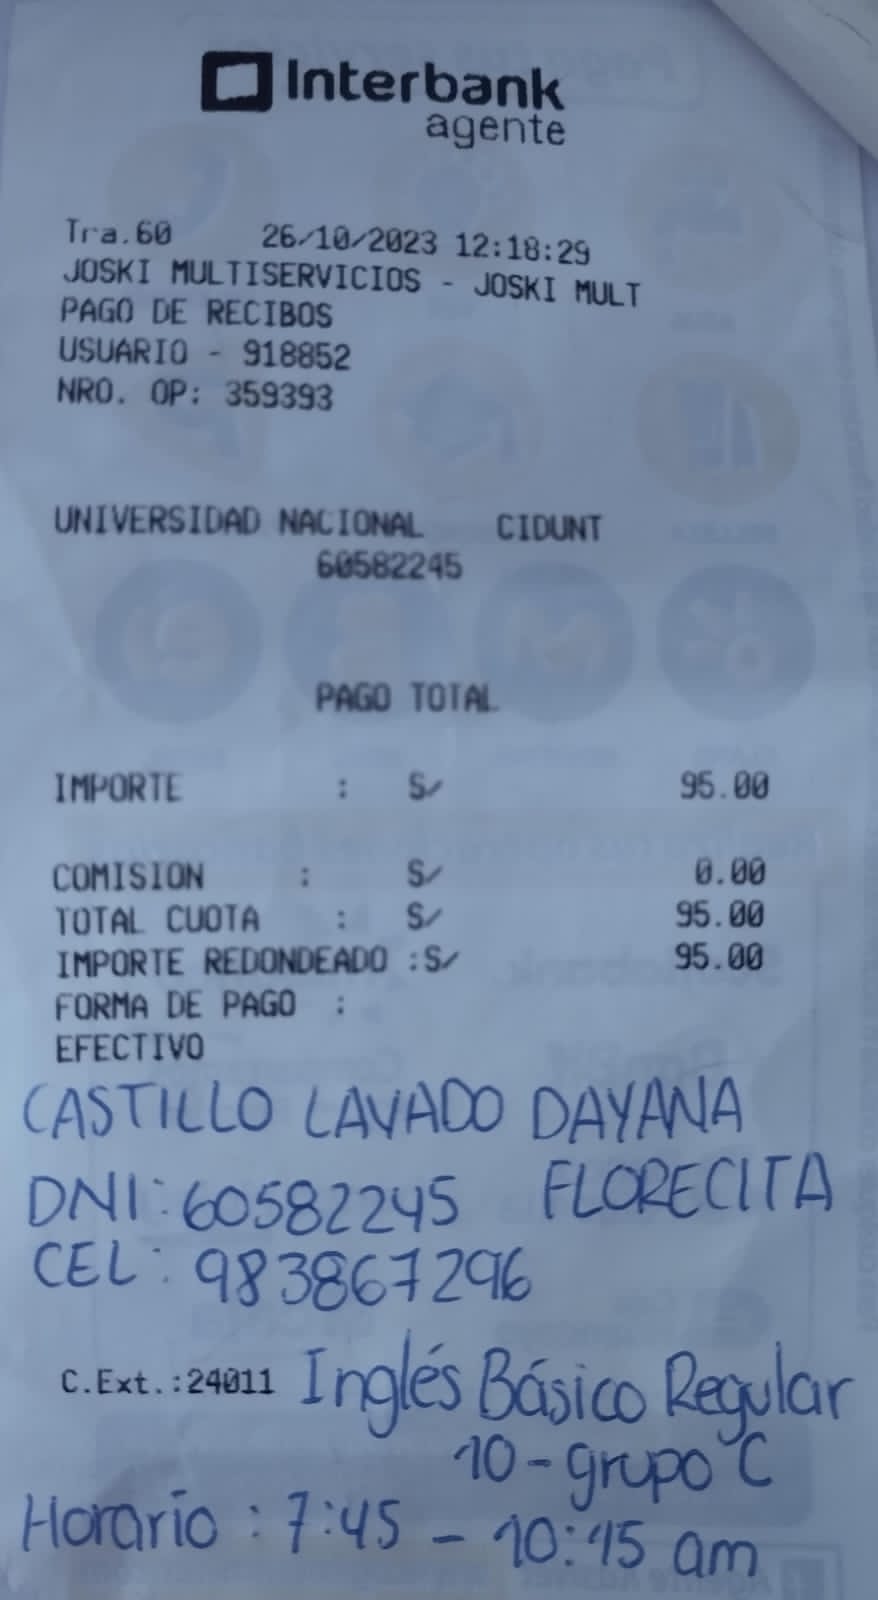 Interbank
agente
Tra.60 26/10/2023 12:18:29
JOSKI MULTISERVICIOS - JOSKI MULT
PAGO DE RECIBOS
USUARIO - 918852
NRO. OP: 359393
UNIVERSIDAD NACIONAL CIDUNT
60582245
PAGO TOTAL
IMPORTE : S/ 95.00
COMISION : S/ 0.00
TOTAL CUOTA : S/ 95.00
IMPORTE REDONDEADO :S/ 95.00
FORMA DE PAGO :
EFECTIVO
CASTILLO LAVADO DAYANA
DNI: 60582245 FLORECITA
CEL: 983867296
C.Ext.:24011 Inglés Básico Regular
10-grupo C
Horario : 7:45 - 10:15 am